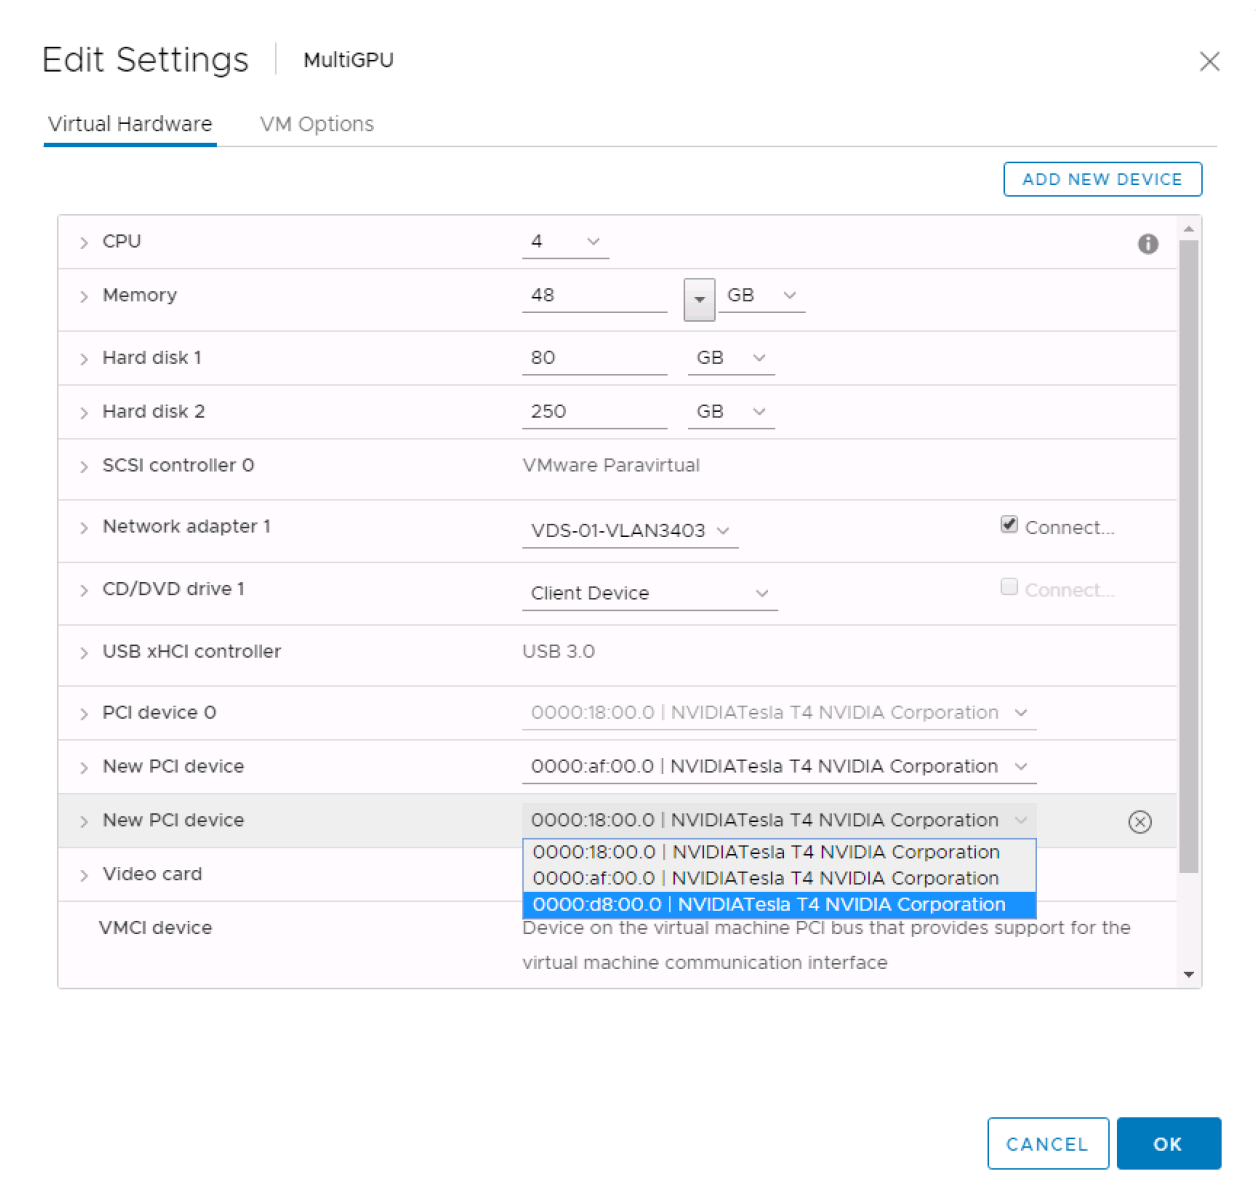 Edit Settings | MultiGPU
Virtual Hardware VM Options
ADD NEW DEVICE
CPU 4
Memory 48 GB
Hard disk 1 80 GB
Hard disk 2 250 GB
SCSI controller 0 VMware Paravirtual
Network adapter 1 VDS-01-VLAN3403 Connect...
CD/DVD drive 1 Client Device Connect...
USB xHCI controller USB 3.0
PCI device 0 0000:18:00.0 | NVIDIATesla T4 NVIDIA Corporation
New PCI device 0000:af:00.0 | NVIDIATesla T4 NVIDIA Corporation
New PCI device 0000:18:00.0 | NVIDIATesla T4 NVIDIA Corporation
0000:18:00.0 | NVIDIATesla T4 NVIDIA Corporation
0000:af:00.0 | NVIDIATesla T4 NVIDIA Corporation
0000:d8:00.0 | NVIDIATesla T4 NVIDIA Corporation
Video card
VMCI device Device on the virtual machine PCI bus that provides support for the
virtual machine communication interface
CANCEL OK